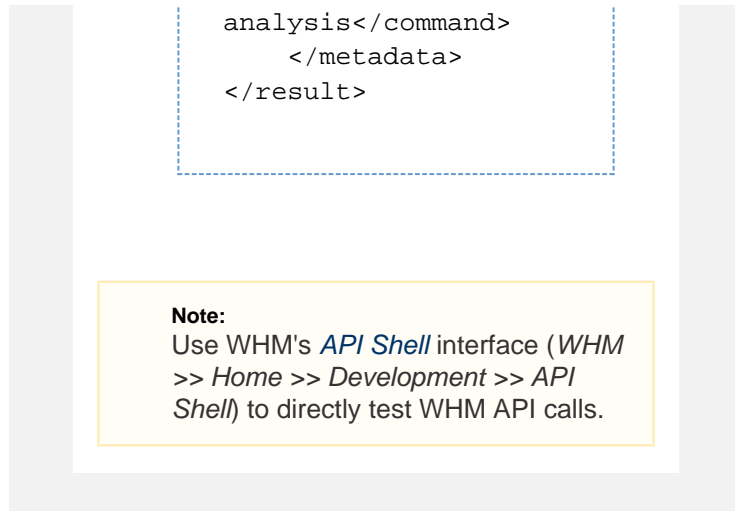 analysis</command>
</metadata>
</result>
Note:
Use WHM's API Shell interface (WHM
>> Home >> Development >> API
Shell) to directly test WHM API calls.